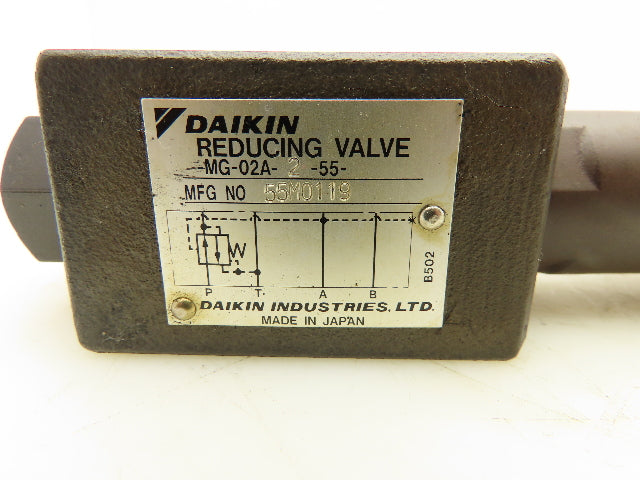 DAIKIN
REDUCING VALVE
-MG-02A- 2 -55-
MFG NO 55M0119
W
P T A B
B502
DAIKIN INDUSTRIES, LTD.
MADE IN JAPAN